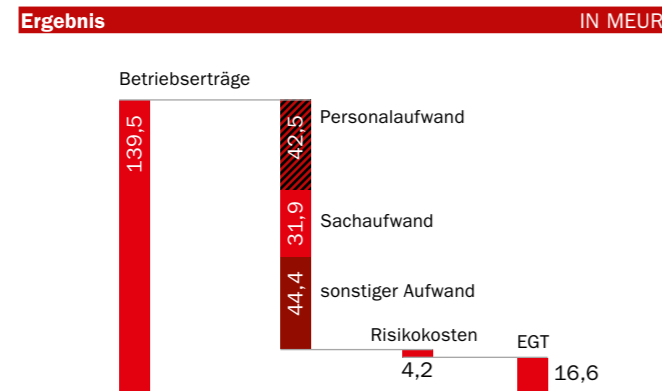 Ergebnis IN MEUR
Betriebserträge
139,5
42,5 Personalaufwand
31,9 Sachaufwand
44,4 sonstiger Aufwand
Risikokosten
4,2
EGT
16,6